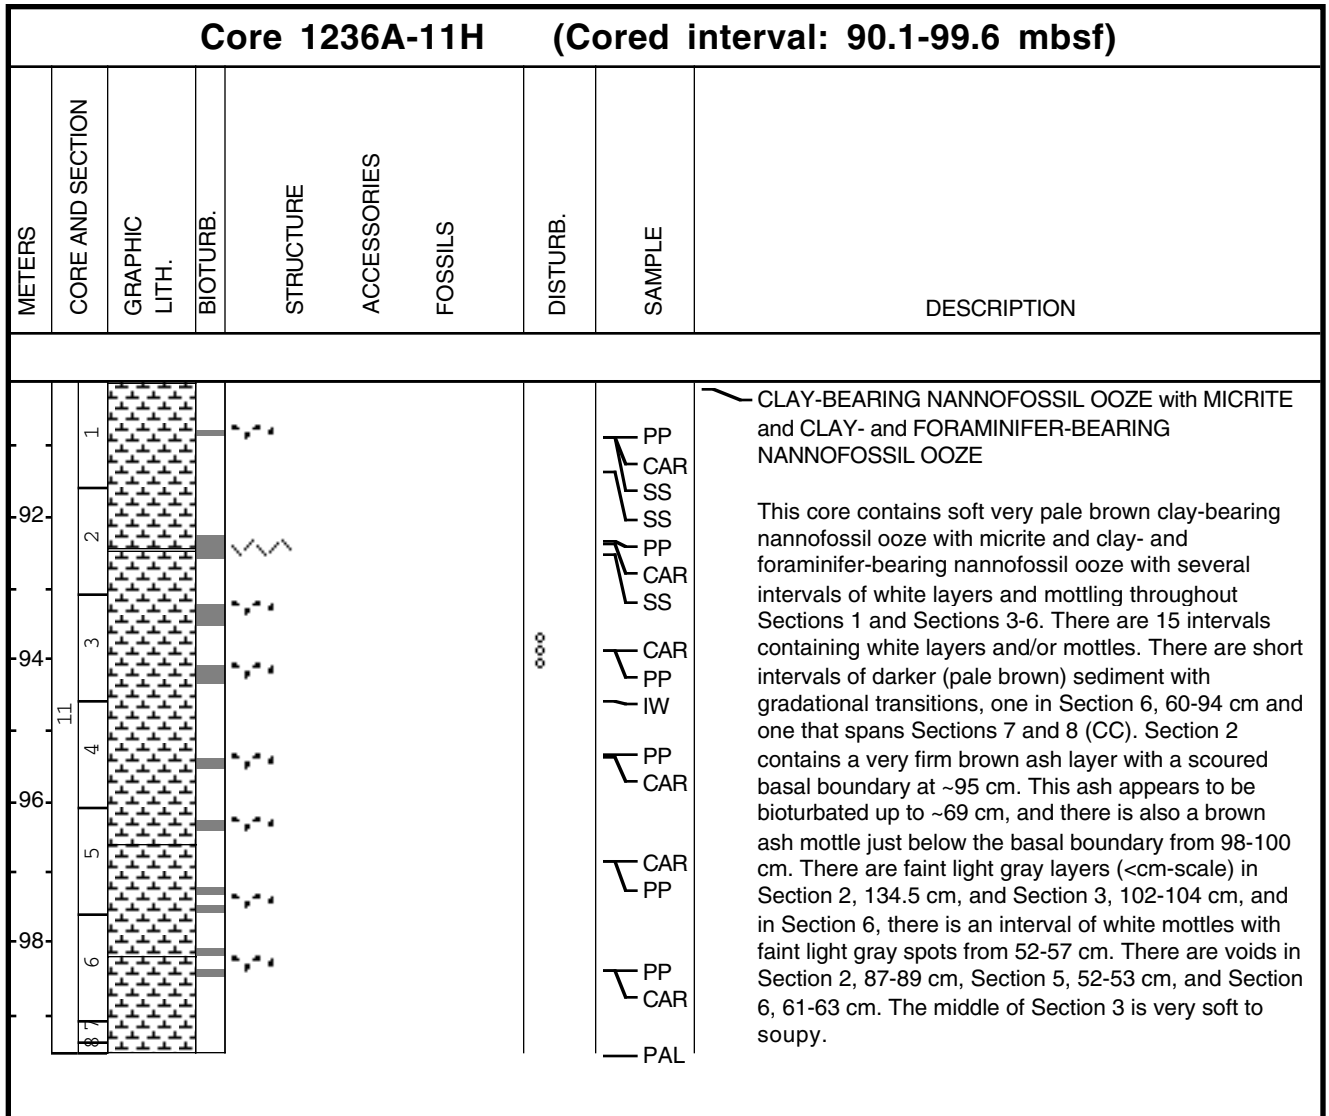 Core 1236A-11H (Cored interval: 90.1-99.6 mbsf)
METERS
CORE AND SECTION
GRAPHIC
LITH.
BIOTURB.
STRUCTURE
ACCESSORIES
FOSSILS
DISTURB.
SAMPLE
DESCRIPTION
92
94
96
98
11
1
2
3
4
5
6
7
8
PP
CAR
SS
SS
PP
CAR
SS
CAR
PP
IW
PP
CAR
CAR
PP
PP
CAR
PAL
CLAY-BEARING NANNOFOSSIL OOZE with MICRITE
and CLAY- and FORAMINIFER-BEARING
NANNOFOSSIL OOZE
This core contains soft very pale brown clay-bearing
nannofossil ooze with micrite and clay- and
foraminifer-bearing nannofossil ooze with several
intervals of white layers and mottling throughout
Sections 1 and Sections 3-6. There are 15 intervals
containing white layers and/or mottles. There are short
intervals of darker (pale brown) sediment with
gradational transitions, one in Section 6, 60-94 cm and
one that spans Sections 7 and 8 (CC). Section 2
contains a very firm brown ash layer with a scoured
basal boundary at ~95 cm. This ash appears to be
bioturbated up to ~69 cm, and there is also a brown
ash mottle just below the basal boundary from 98-100
cm. There are faint light gray layers (<cm-scale) in
Section 2, 134.5 cm, and Section 3, 102-104 cm, and
in Section 6, there is an interval of white mottles with
faint light gray spots from 52-57 cm. There are voids in
Section 2, 87-89 cm, Section 5, 52-53 cm, and Section
6, 61-63 cm. The middle of Section 3 is very soft to
soupy.